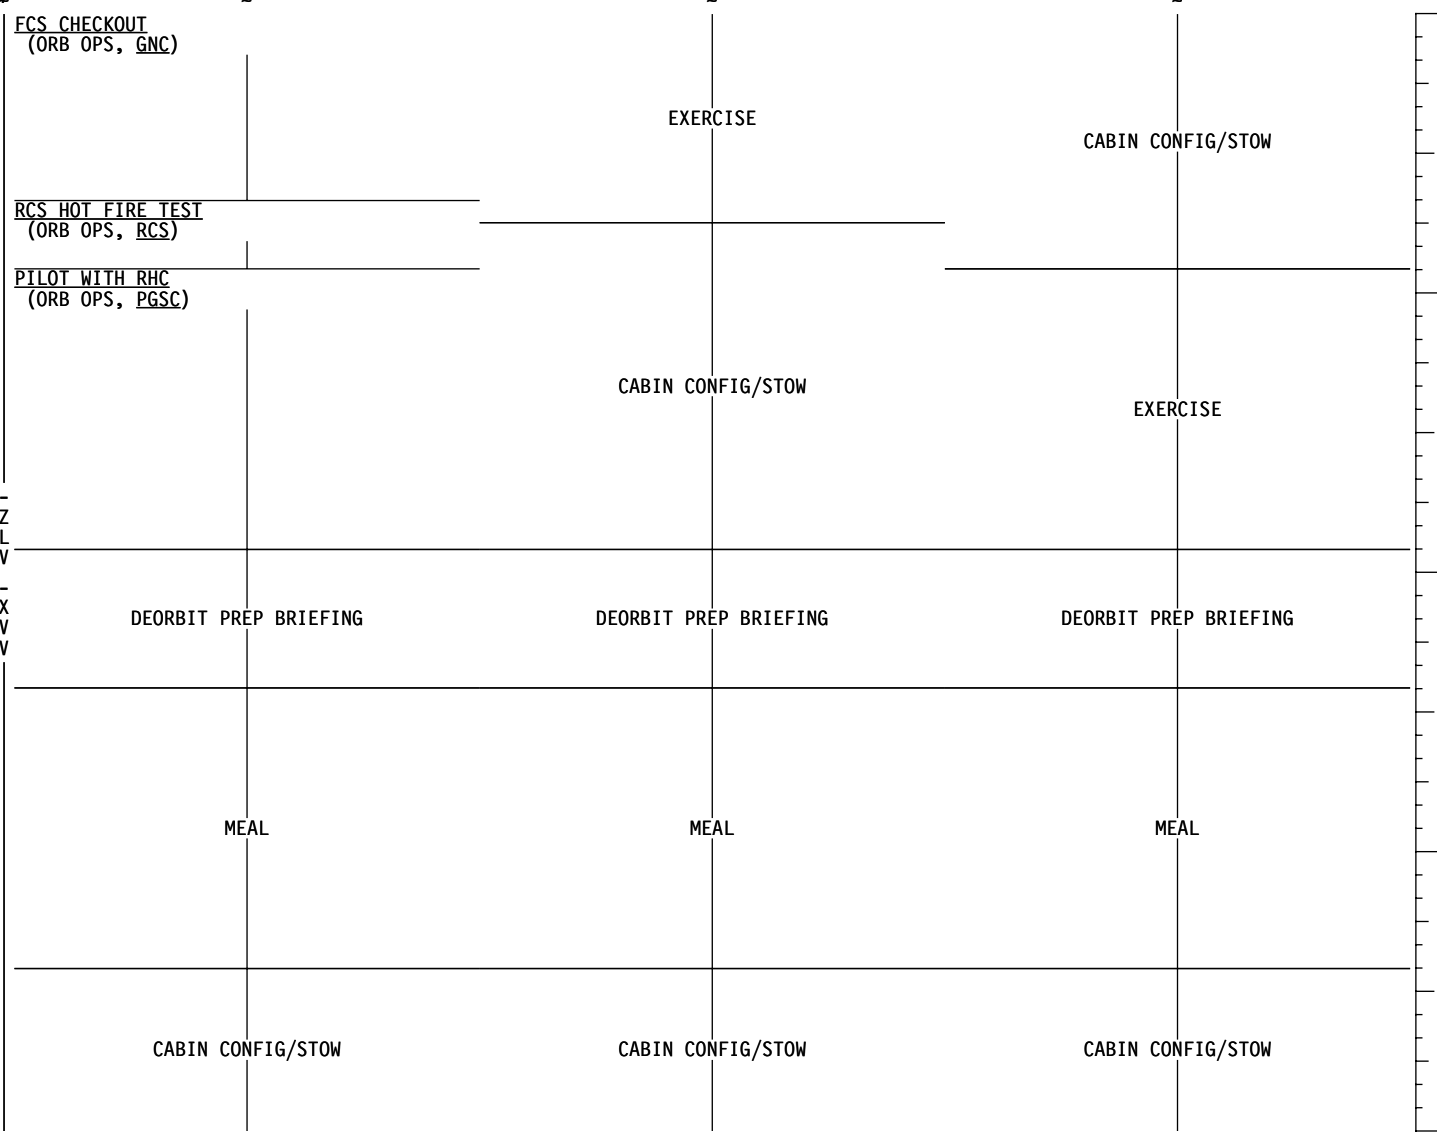 FCS CHECKOUT
(ORB OPS, GNC)
EXERCISE
CABIN CONFIG/STOW
RCS HOT FIRE TEST
(ORB OPS, RCS)
PILOT WITH RHC
(ORB OPS, PGSC)
CABIN CONFIG/STOW
EXERCISE
-
Z
L
V
-
X
V
V
DEORBIT PREP BRIEFING
DEORBIT PREP BRIEFING
DEORBIT PREP BRIEFING
MEAL
MEAL
MEAL
CABIN CONFIG/STOW
CABIN CONFIG/STOW
CABIN CONFIG/STOW